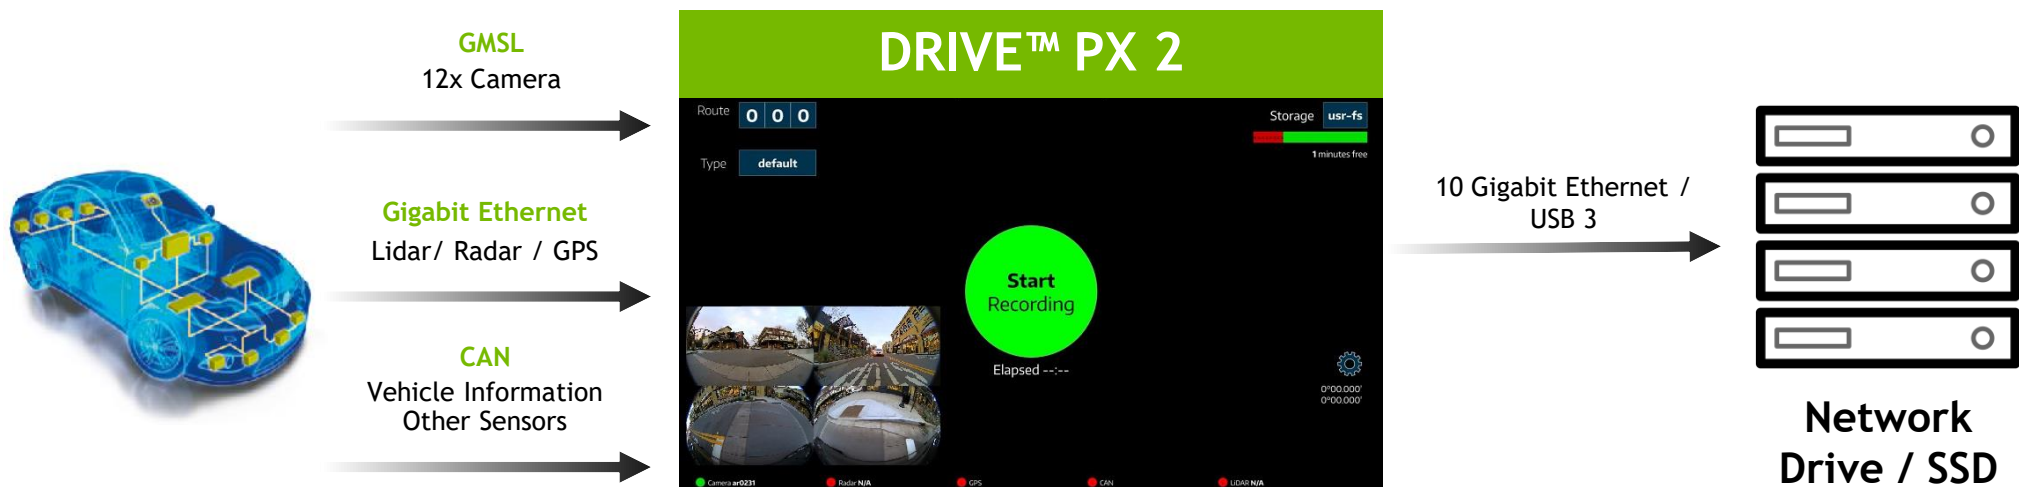 GMSL
12x Camera
Gigabit Ethernet
Lidar/ Radar / GPS
CAN
Vehicle Information
Other Sensors
DRIVE™ PX 2
Route 0 0 0
Storage usr-fs
1 minutes free
Type default
Start
Recording
Elapsed --:--
0°00.000'
0°00.000'
Camera ar0231 Radar N/A GPS CAN LiDAR N/A
10 Gigabit Ethernet /
USB 3
Network
Drive / SSD